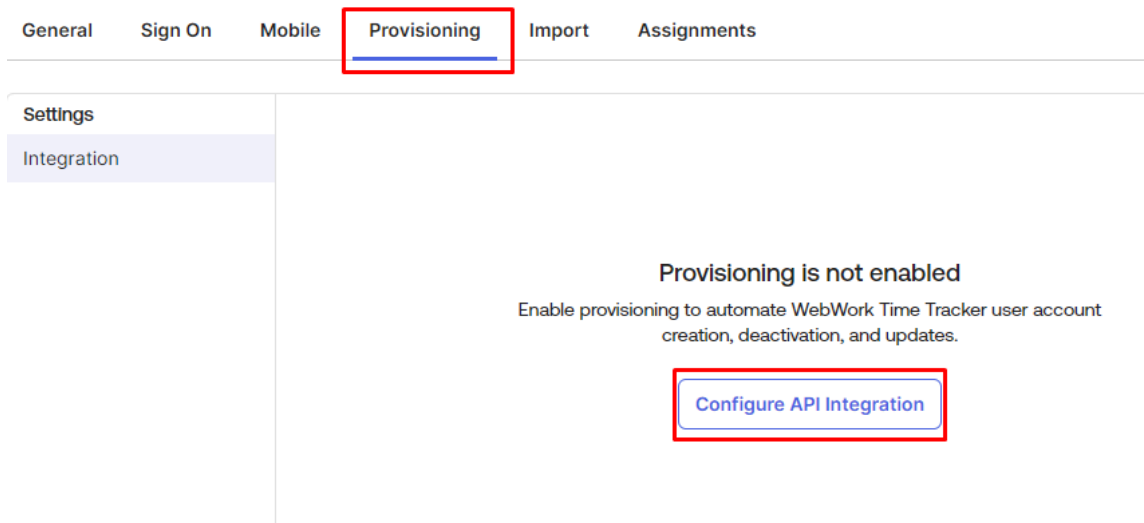 General Sign On Mobile Provisioning Import Assignments
Settings
Integration
Provisioning is not enabled
Enable provisioning to automate WebWork Time Tracker user account
creation, deactivation, and updates.
Configure API Integration